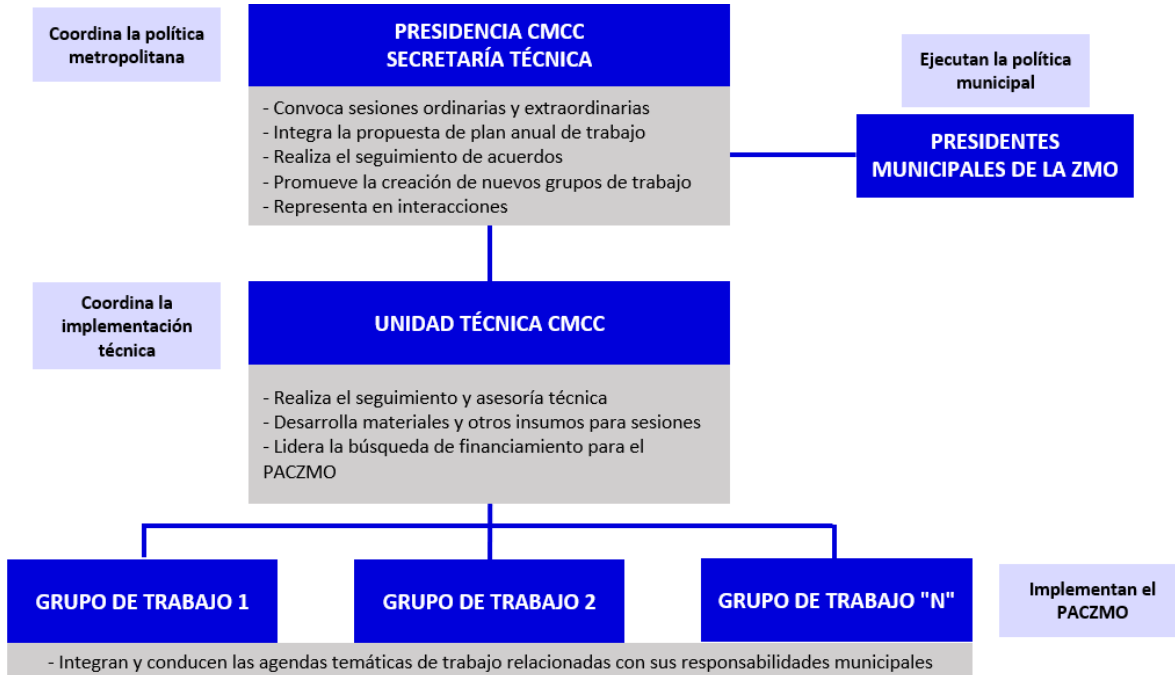 Coordina la política
metropolitana
PRESIDENCIA CMCC
SECRETARÍA TÉCNICA
- Convoca sesiones ordinarias y extraordinarias
- Integra la propuesta de plan anual de trabajo
- Realiza el seguimiento de acuerdos
- Promueve la creación de nuevos grupos de trabajo
- Representa en interacciones
Ejecutan la política
municipal
PRESIDENTES
MUNICIPALES DE LA ZMO
Coordina la
implementación
técnica
UNIDAD TÉCNICA CMCC
- Realiza el seguimiento y asesoría técnica
- Desarrolla materiales y otros insumos para sesiones
- Lidera la búsqueda de financiamiento para el
PACZMO
GRUPO DE TRABAJO 1
GRUPO DE TRABAJO 2
GRUPO DE TRABAJO "N"
Implementan el
PACZMO
- Integran y conducen las agendas temáticas de trabajo relacionadas con sus responsabilidades municipales